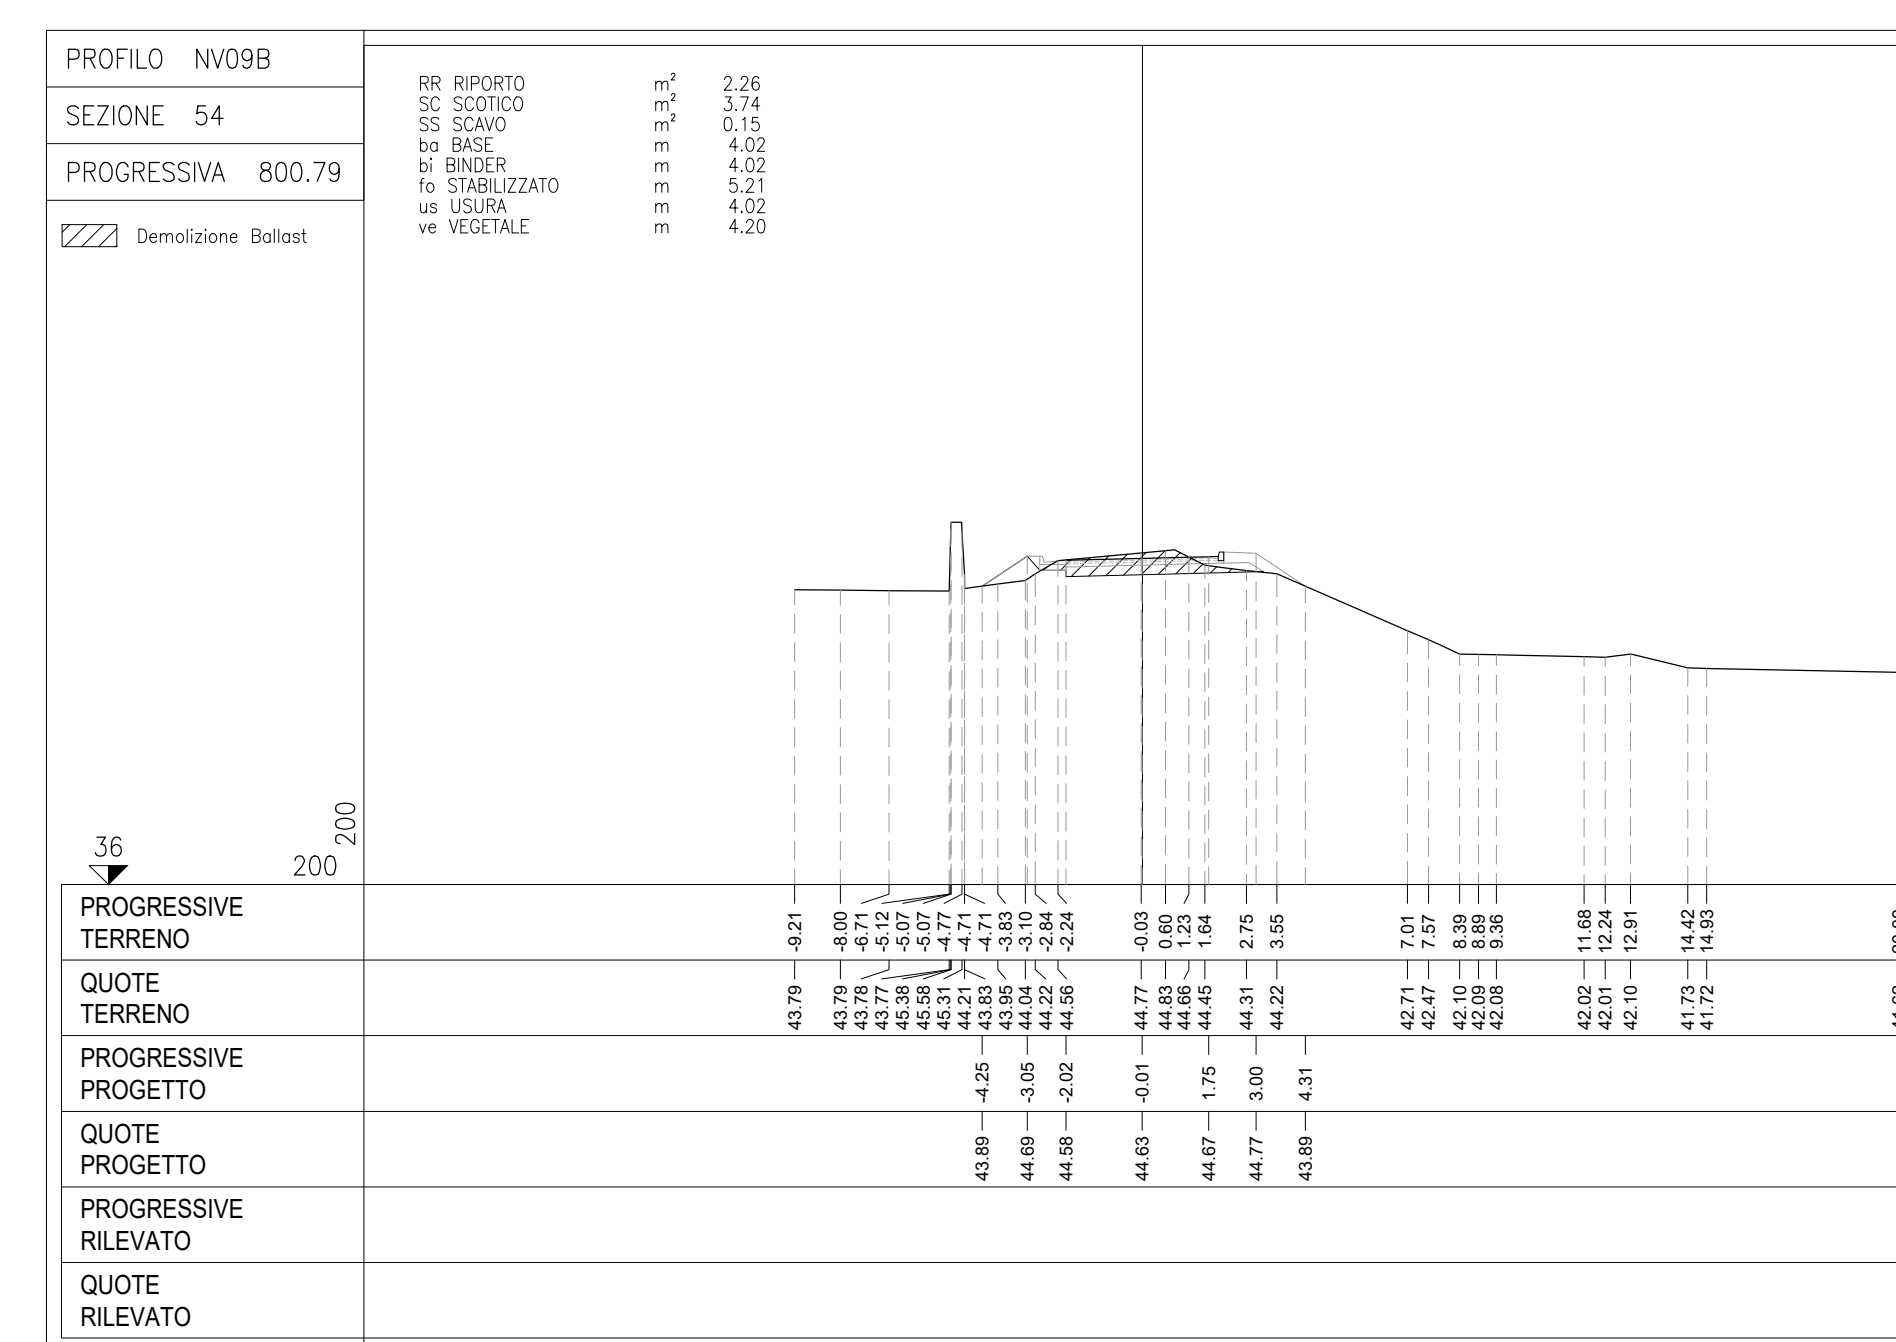 PROFILO NV09B
SEZIONE 54
PROGRESSIVA 800.79
Demolizione Ballast
RR RIPORTO m² 2.26
SC SCOTICO m² 3.74
SS SCAVO m² 0.15
ba BASE m 4.02
bi BINDER m 4.02
fo STABILIZZATO m 5.21
us USURA m 4.02
ve VEGETALE m 4.20
36
200
200
PROGRESSIVE
TERRENO
-9.21 -8.00 -6.71 -5.12 -5.07 -5.07 -4.77 -4.71 -4.71 -3.83 -3.10 -2.84 -2.24 -0.03 0.60 1.23 1.64 2.75 3.55 7.01 7.57 8.39 8.89 9.36 11.68 12.24 12.91 14.42 14.93
QUOTE
TERRENO
43.79 43.79 43.78 43.77 45.38 45.58 45.31 44.21 43.83 43.95 44.04 44.22 44.56 44.77 44.83 44.66 44.45 44.31 44.22 42.71 42.47 42.10 42.09 42.08 42.02 42.01 42.10 41.73 41.72
PROGRESSIVE
PROGETTO
-4.25 -3.05 -2.02 -0.01 1.75 3.00 4.31
QUOTE
PROGETTO
43.89 44.69 44.58 44.63 44.67 44.77 43.89
PROGRESSIVE
RILEVATO
QUOTE
RILEVATO